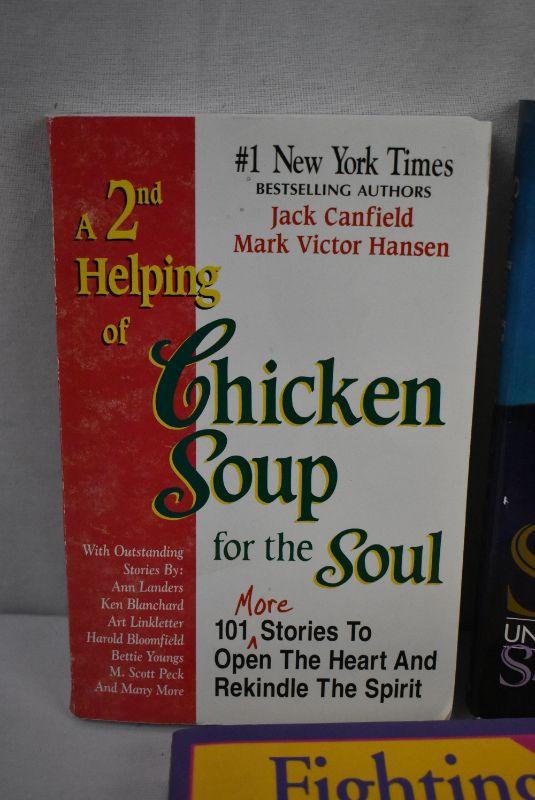 #1 New York Times
BESTSELLING AUTHORS
Jack Canfield
Mark Victor Hansen
A 2nd
Helping
of
Chicken
Soup
for the Soul
More
101 Stories To
Open The Heart And
Rekindle The Spirit
With Outstanding
Stories By:
Ann Landers
Ken Blanchard
Art Linkletter
Harold Bloomfield
Bettie Youngs
M. Scott Peck
And Many More
Fighting